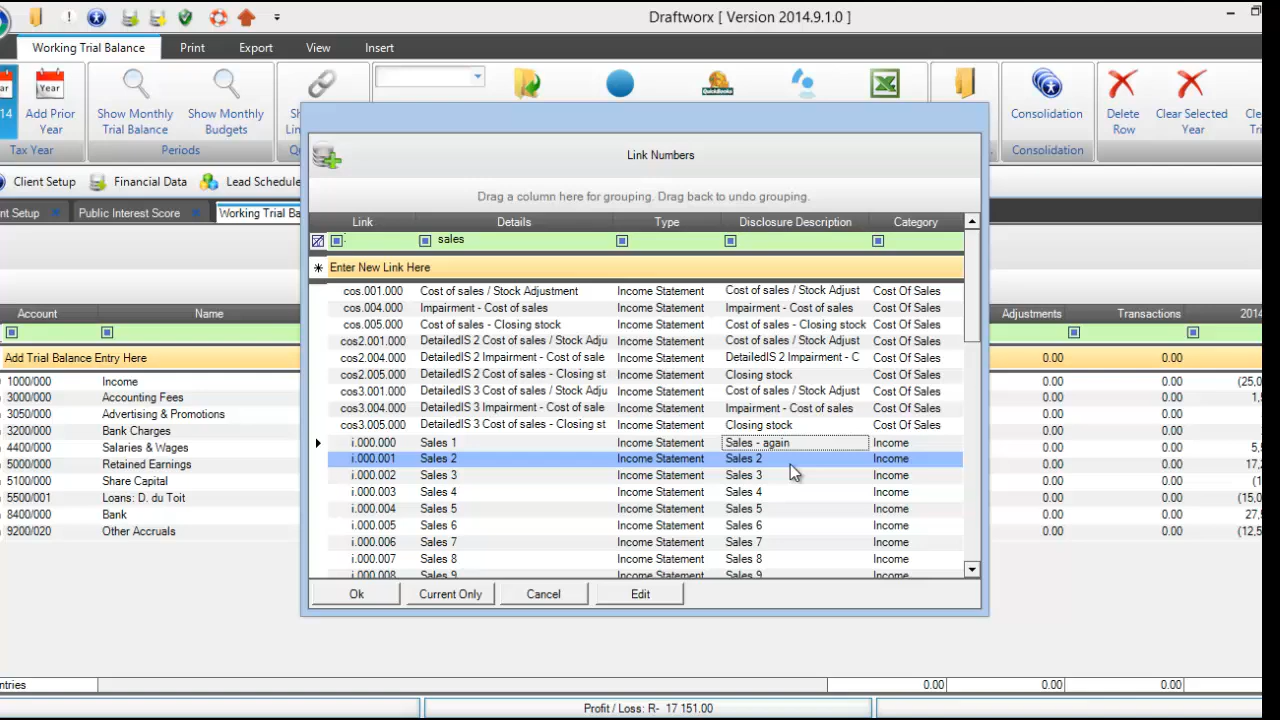 Draftworx [ Version 2014.9.1.0 ]
Working Trial Balance Print Export View Insert
14
Add Prior Year
Tax Year
Show Monthly Trial Balance
Show Monthly Budgets
Periods
QuickBooks
Consolidation
Consolidation
Delete Row
Clear Selected Year
Client Setup Financial Data Lead Schedule
nt Setup Public Interest Score Working Trial Ba
Link Numbers
Drag a column here for grouping. Drag back to undo grouping.
Link Details Type Disclosure Description Category
sales
Enter New Link Here
cos.001.000 Cost of sales / Stock Adjustment Income Statement Cost of sales / Stock Adjust Cost Of Sales
cos.004.000 Impairment - Cost of sales Income Statement Impairment - Cost of sales Cost Of Sales
cos.005.000 Cost of sales - Closing stock Income Statement Cost of sales - Closing stock Cost Of Sales
cos2.001.000 DetailedIS 2 Cost of sales / Stock Adju Income Statement Cost of sales / Stock Adjust Cost Of Sales
cos2.004.000 DetailedIS 2 Impairment - Cost of sale Income Statement DetailedIS 2 Impairment - C Cost Of Sales
cos2.005.000 DetailedIS 2 Cost of sales - Closing st Income Statement Closing stock Cost Of Sales
cos3.001.000 DetailedIS 3 Cost of sales / Stock Adju Income Statement Cost of sales / Stock Adjust Cost Of Sales
cos3.004.000 DetailedIS 3 Impairment - Cost of sale Income Statement Impairment - Cost of sales Cost Of Sales
cos3.005.000 DetailedIS 3 Cost of sales - Closing st Income Statement Closing stock Cost Of Sales
i.000.000 Sales 1 Income Statement Sales - again Income
i.000.001 Sales 2 Income Statement Sales 2 Income
i.000.002 Sales 3 Income Statement Sales 3 Income
i.000.003 Sales 4 Income Statement Sales 4 Income
i.000.004 Sales 5 Income Statement Sales 5 Income
i.000.005 Sales 6 Income Statement Sales 6 Income
i.000.006 Sales 7 Income Statement Sales 7 Income
i.000.007 Sales 8 Income Statement Sales 8 Income
i.000.008 Sales 9 Income Statement Sales 9 Income
Ok Current Only Cancel Edit
Account Name Adjustments Transactions 2014
Add Trial Balance Entry Here 0.00 0.00
1000/000 Income 0.00 0.00 (25,0
3000/000 Accounting Fees 0.00 0.00 1,5
3050/000 Advertising & Promotions 0.00 0.00
3200/000 Bank Charges 0.00 0.00
4400/000 Salaries & Wages 0.00 0.00 5,5
5000/000 Retained Earnings 0.00 0.00 17,2
5100/000 Share Capital 0.00 0.00 (1
5500/001 Loans: D. du Toit 0.00 0.00 (15,0
8400/000 Bank 0.00 0.00 27,5
9200/020 Other Accruals 0.00 0.00 (12,5
ntries 0.00 0.00 0.00
Profit / Loss: R- 17 151.00